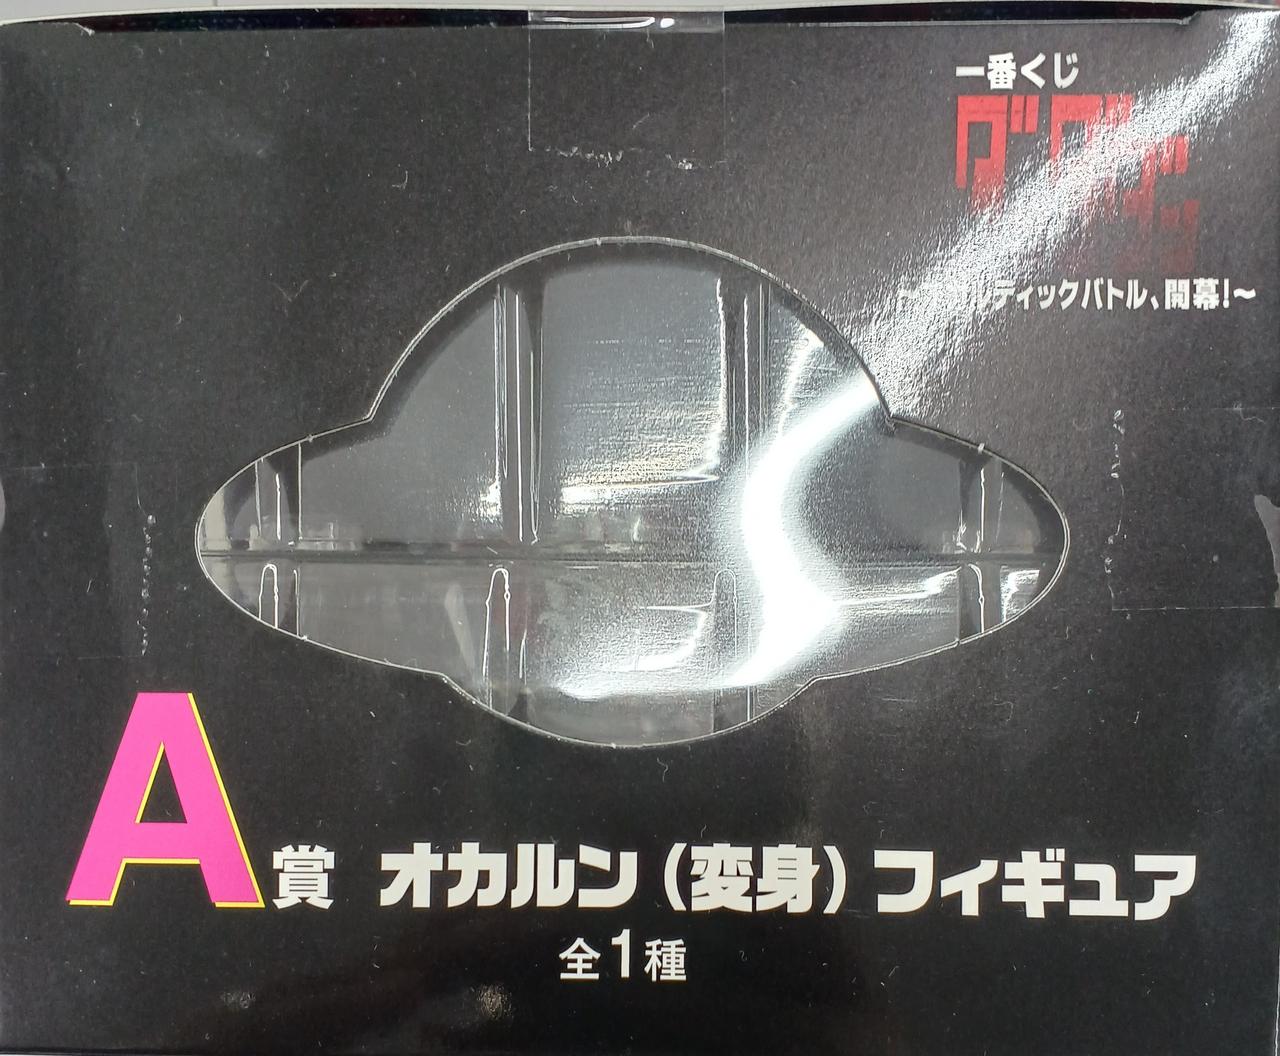 一番くじ
ダンダダン
ティックバトル、開幕!~
A賞 オカルン(変身)フィギュア
全1種